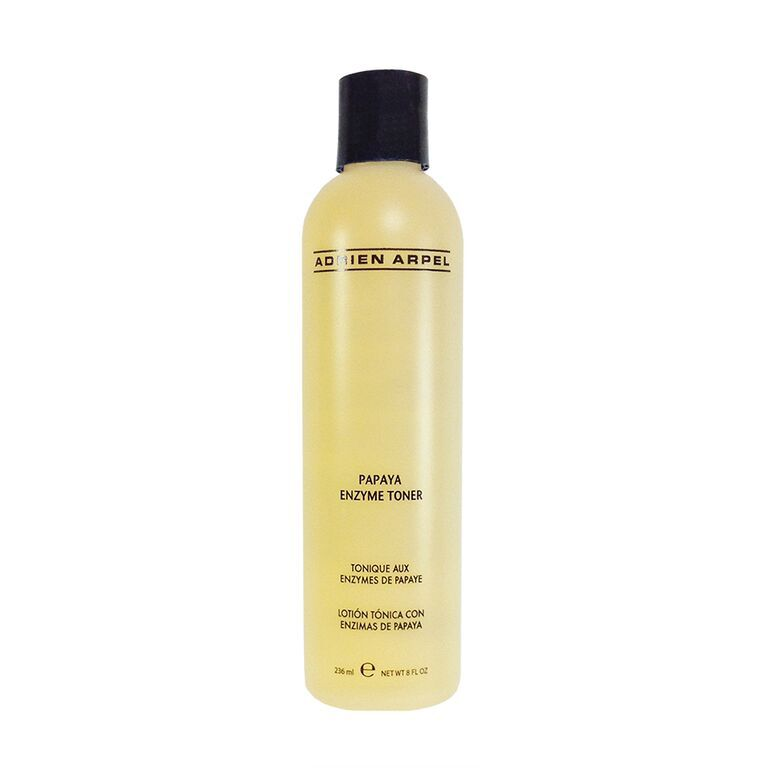 ADRIEN ARPEL
PAPAYA
ENZYME TONER
TONIQUE AUX
ENZYMES DE PAPAYE
LOTIÓN TÓNICA CON
ENZIMAS DE PAPAYA
236 ml ℮ NET WT 8 FL OZ